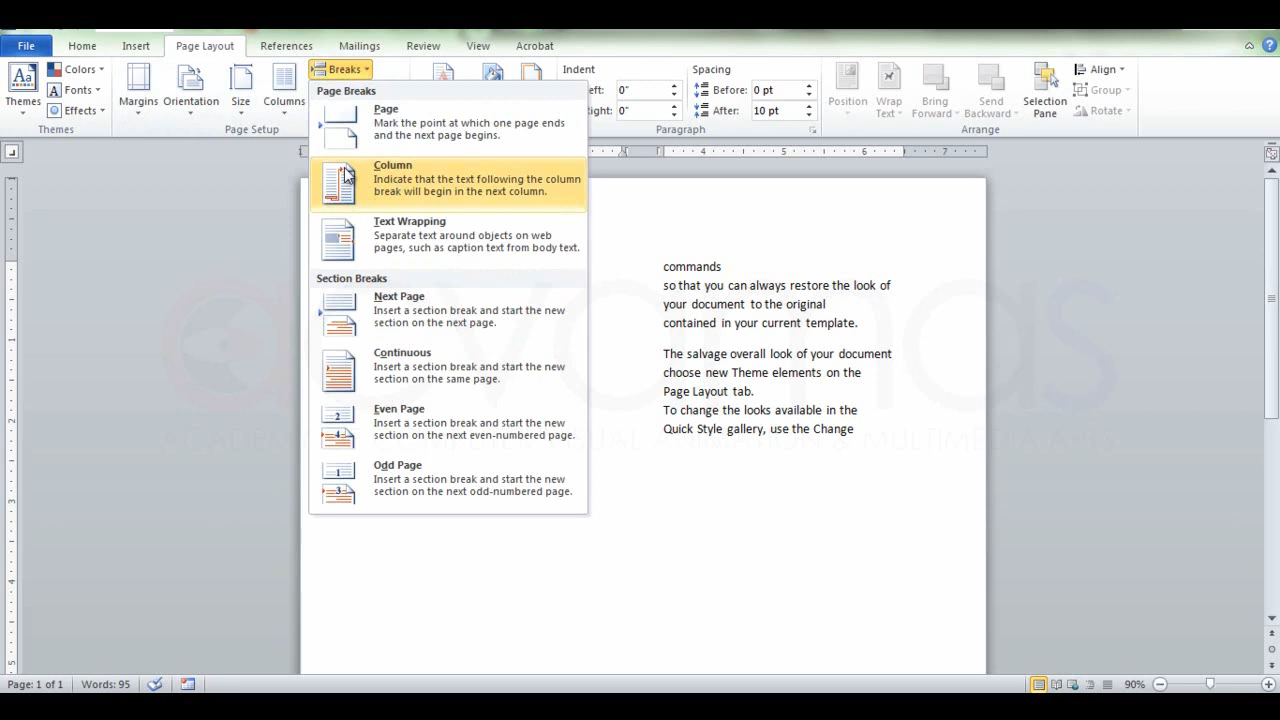 File Home Insert Page Layout References Mailings Review View Acrobat
Themes
Colors
Fonts
Effects
Themes
Margins
Orientation
Size
Columns
Page Setup
Breaks
Page Breaks
Page
Mark the point at which one page ends
and the next page begins.
Column
Indicate that the text following the column
break will begin in the next column.
Text Wrapping
Separate text around objects on web
pages, such as caption text from body text.
Section Breaks
Next Page
Insert a section break and start the new
section on the next page.
Continuous
Insert a section break and start the new
section on the same page.
Even Page
Insert a section break and start the new
section on the next even-numbered page.
Odd Page
Insert a section break and start the new
section on the next odd-numbered page.
Indent
Left: 0"
Right: 0"
Spacing
Before: 0 pt
After: 10 pt
Paragraph
Position
Wrap
Text
Bring
Forward
Send
Backward
Selection
Pane
Align
Group
Rotate
Arrange
4 5 6 7
commands
so that you can always restore the look of
your document to the original
contained in your current template.
The salvage overall look of your document
choose new Theme elements on the
Page Layout tab.
To change the looks available in the
Quick Style gallery, use the Change
Page: 1 of 1 Words: 95 90%